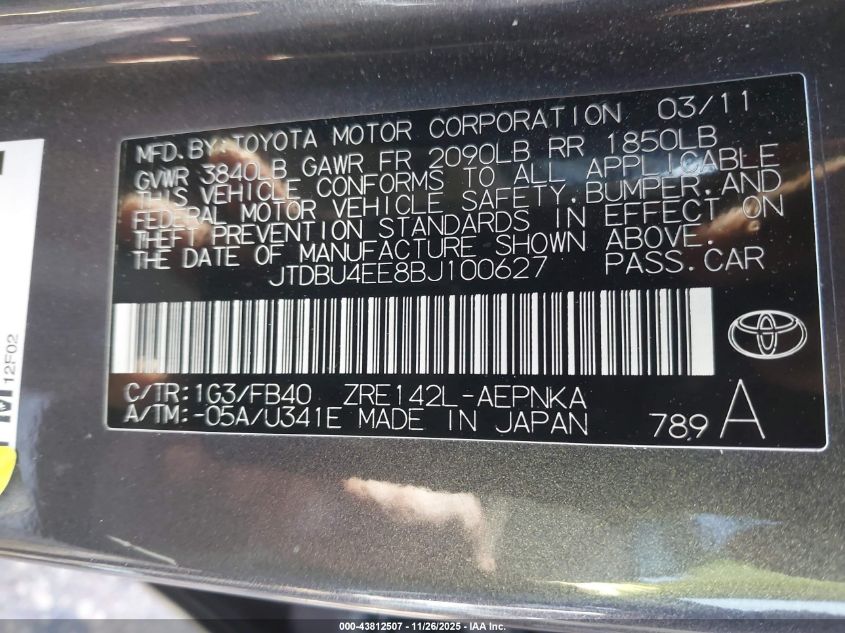 MFD.BY:TOYOTA MOTOR CORPORATION 03/11
GVWR 3840LB GAWR FR 2090LB RR 1850LB
THIS VEHICLE CONFORMS TO ALL APPLICABLE
FEDERAL MOTOR VEHICLE SAFETY,BUMPER,AND
THEFT PREVENTION STANDARDS IN EFFECT ON
THE DATE OF MANUFACTURE SHOWN ABOVE.
JTDBU4EE8BJ100627 PASS.CAR
C/TR:1G3/FB40 ZRE142L-AEPNKA
A/TM:-05A/U341E MADE IN JAPAN 789 A
12F02
000-43812507 - 11/26/2025 - IAA Inc.